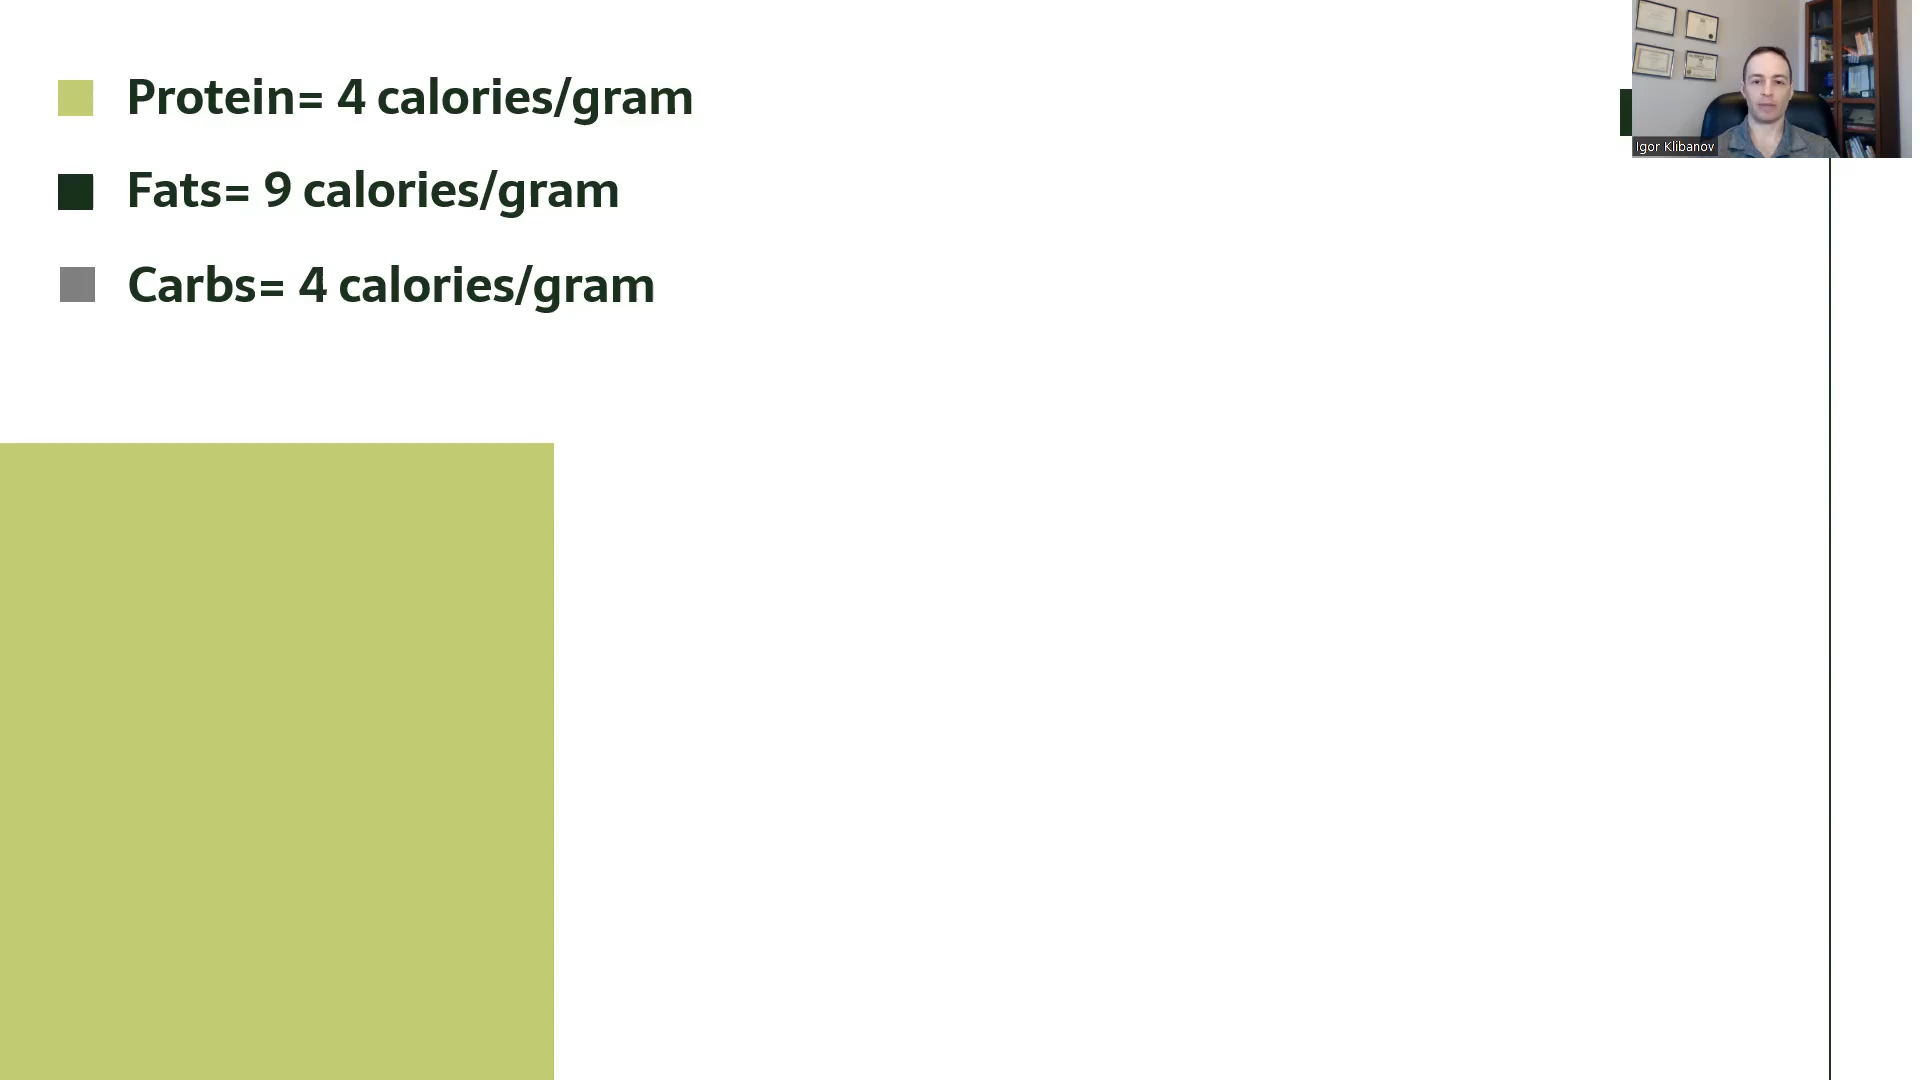 Protein= 4 calories/gram
Fats= 9 calories/gram
Carbs= 4 calories/gram
Igor Klibanov